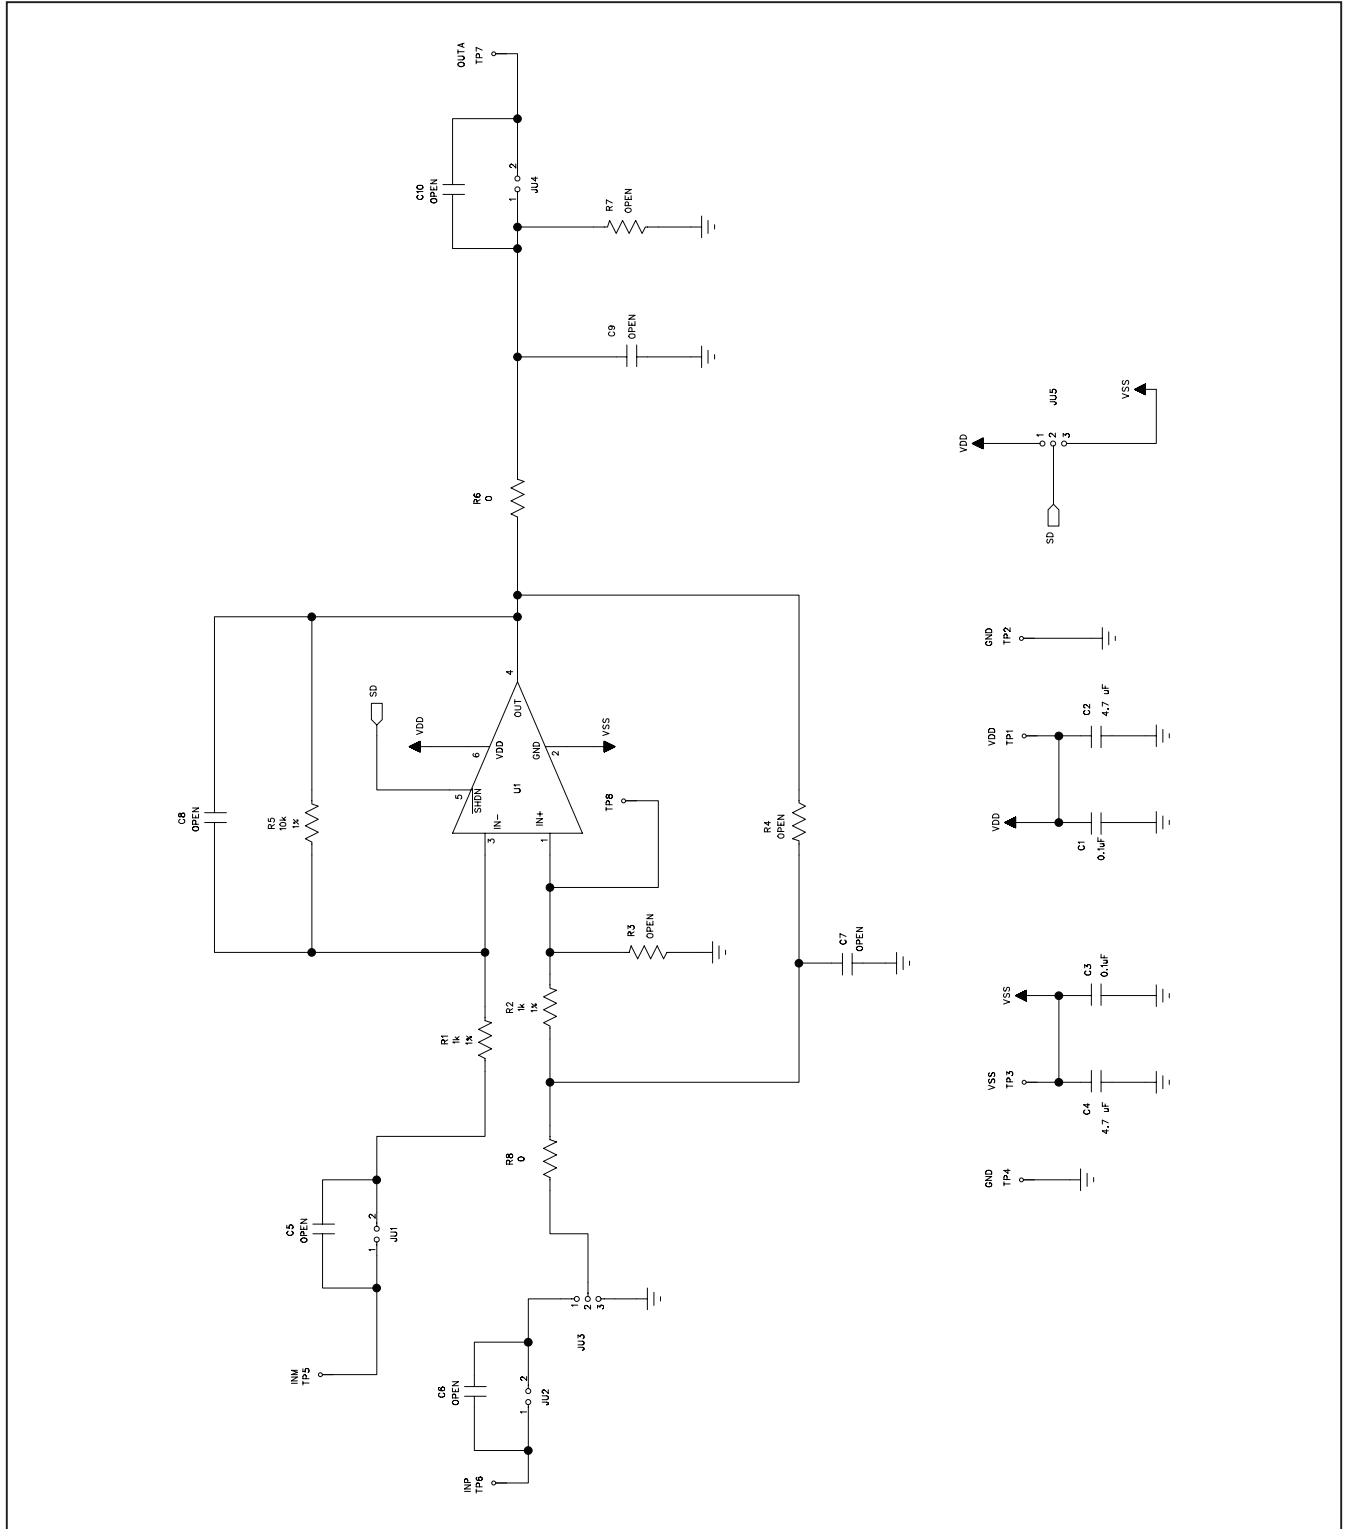 OUTA
TP7
C10
OPEN
1
2
JU4
R7
OPEN
C9
OPEN
R6
0
C8
OPEN
R5
10k
1%
SD
VDD
VSS
4
OUT
6
VDD
GND
2
5
SHDN
U1
IN-
IN+
3
1
TP8
R4
OPEN
R3
OPEN
C7
OPEN
R1
1k
1%
R2
1k
1%
R8
0
C5
OPEN
1
2
JU1
INM
TP5
1
2
3
JU3
C6
OPEN
1
2
JU2
INP
TP6
VDD
VSS
JU5
1
2
3
SD
GND
TP2
VDD
TP1
C2
4.7 uF
VDD
C1
0.1uF
VSS
C3
0.1uF
VSS
TP3
C4
4.7 uF
GND
TP4